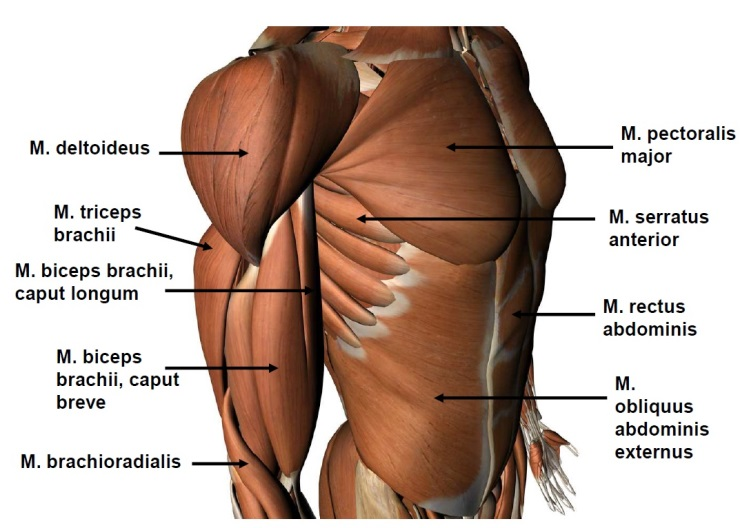 M. deltoideus
M. triceps
brachii
M. biceps brachii,
caput longum
M. biceps
brachii, caput
breve
M. brachioradialis
M. pectoralis
major
M. serratus
anterior
M. rectus
abdominis
M.
obliquus
abdominis
externus